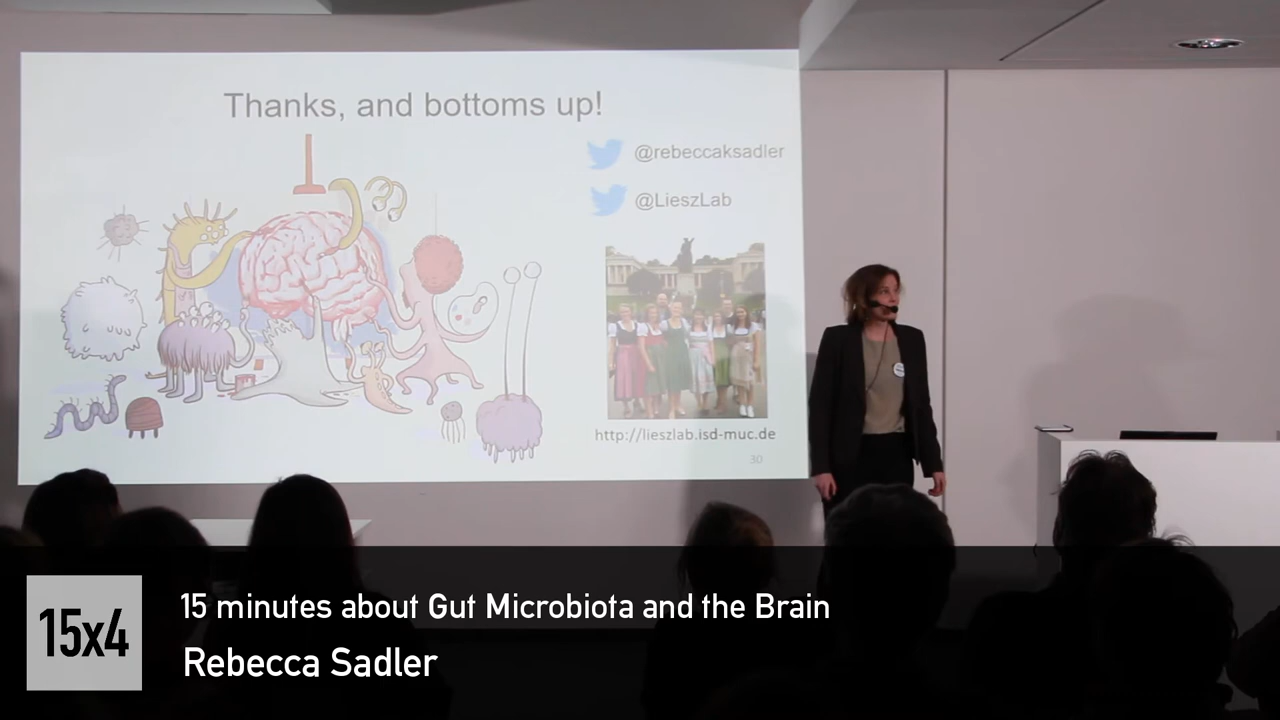 Thanks, and bottoms up!
@rebeccaksadler
@LieszLab
http://lieszlab.isd-muc.de
30
15x4
15 minutes about Gut Microbiota and the Brain
Rebecca Sadler